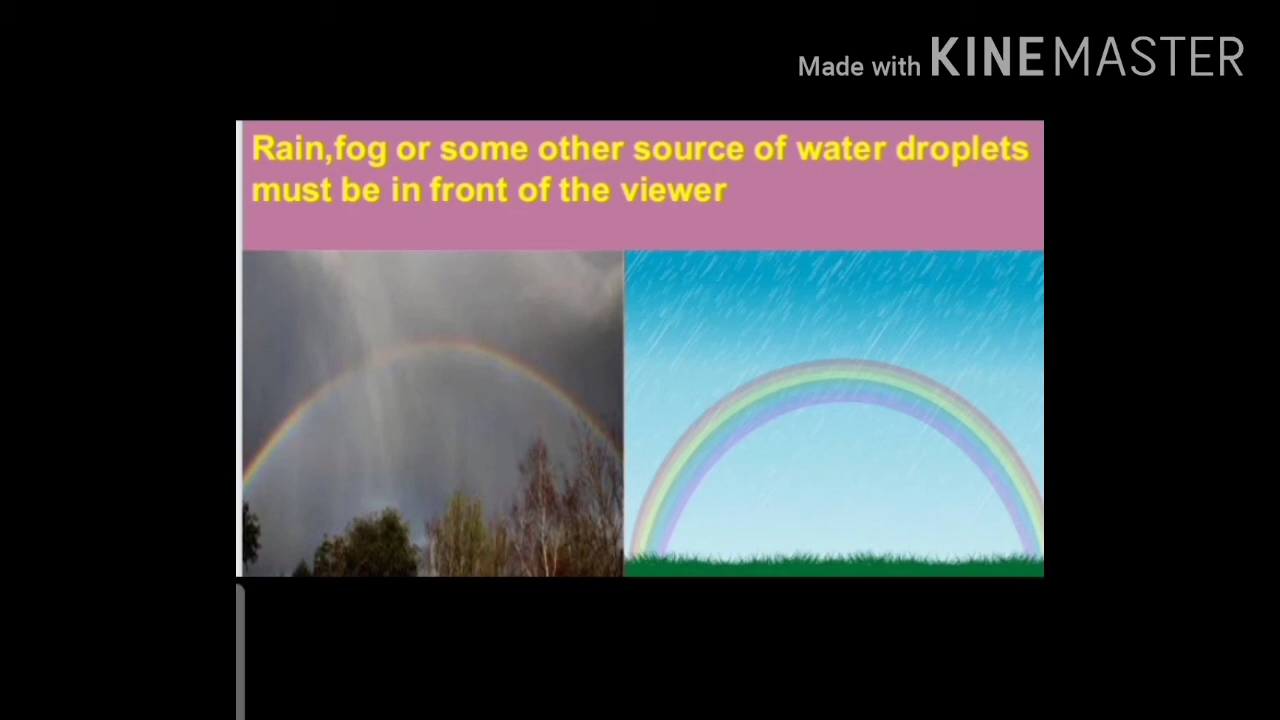 Made with KINEMASTER
Rain,fog or some other source of water droplets
must be in front of the viewer